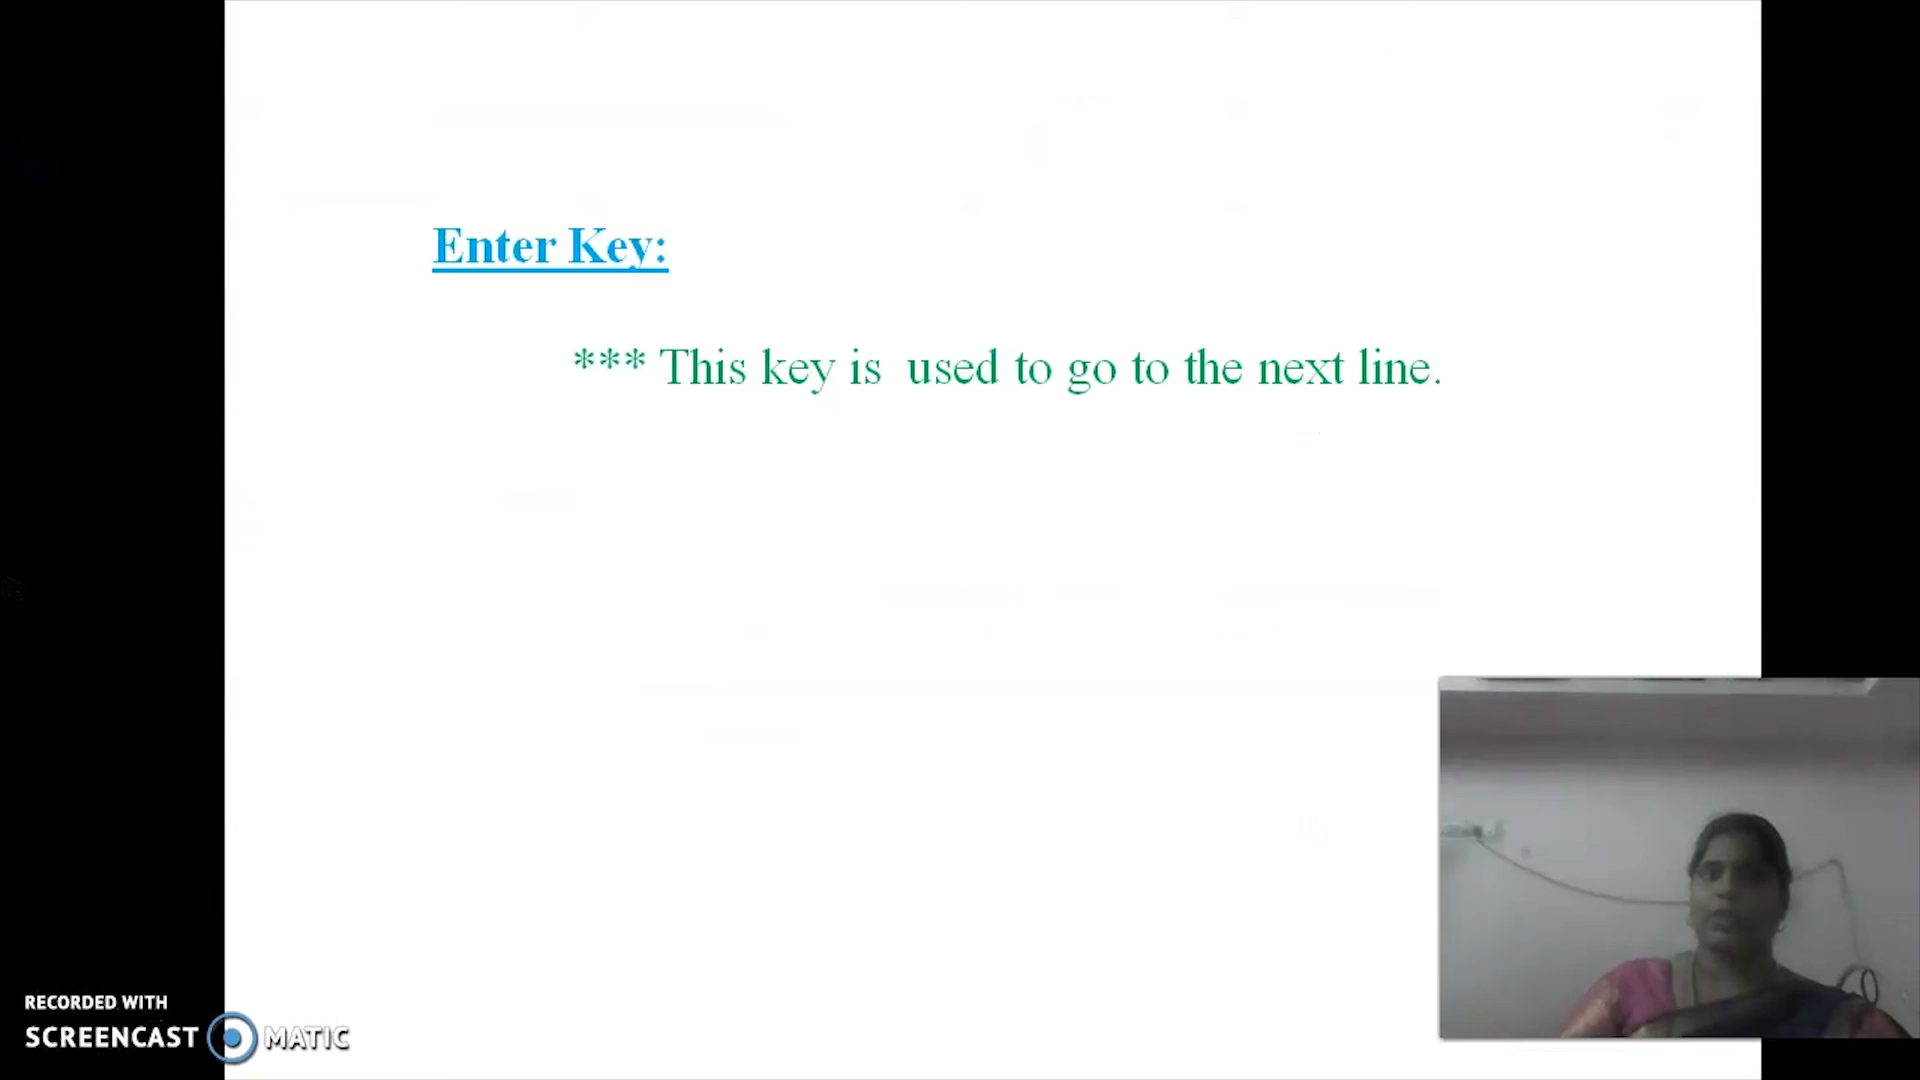 Enter Key:
*** This key is used to go to the next line.
RECORDED WITH
SCREENCAST MATIC